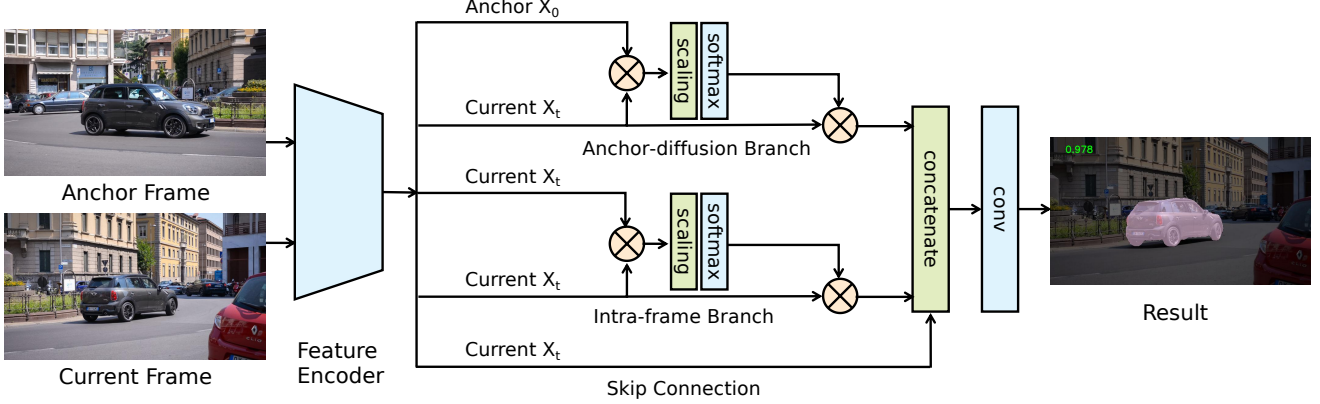 Anchor X₀
scaling
softmax
Current Xₜ
Anchor-diffusion Branch
Anchor Frame
Current Xₜ
scaling
softmax
concatenate
conv
0.978
Current Xₜ
Intra-frame Branch
Result
Current Frame
Feature
Encoder
Current Xₜ
Skip Connection